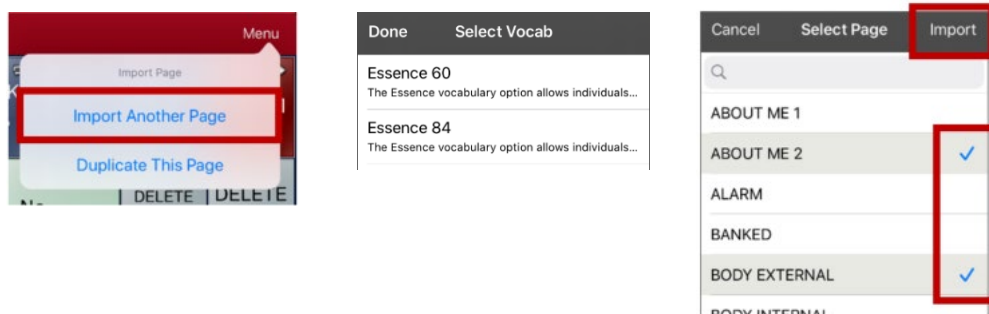 Menu
Import Page
Import Another Page
Duplicate This Page
DELETE DELETE
Done Select Vocab
Essence 60
The Essence vocabulary option allows individuals...
Essence 84
The Essence vocabulary option allows individuals...
Cancel Select Page Import
ABOUT ME 1
ABOUT ME 2
ALARM
BANKED
BODY EXTERNAL
BODY INTERNAL